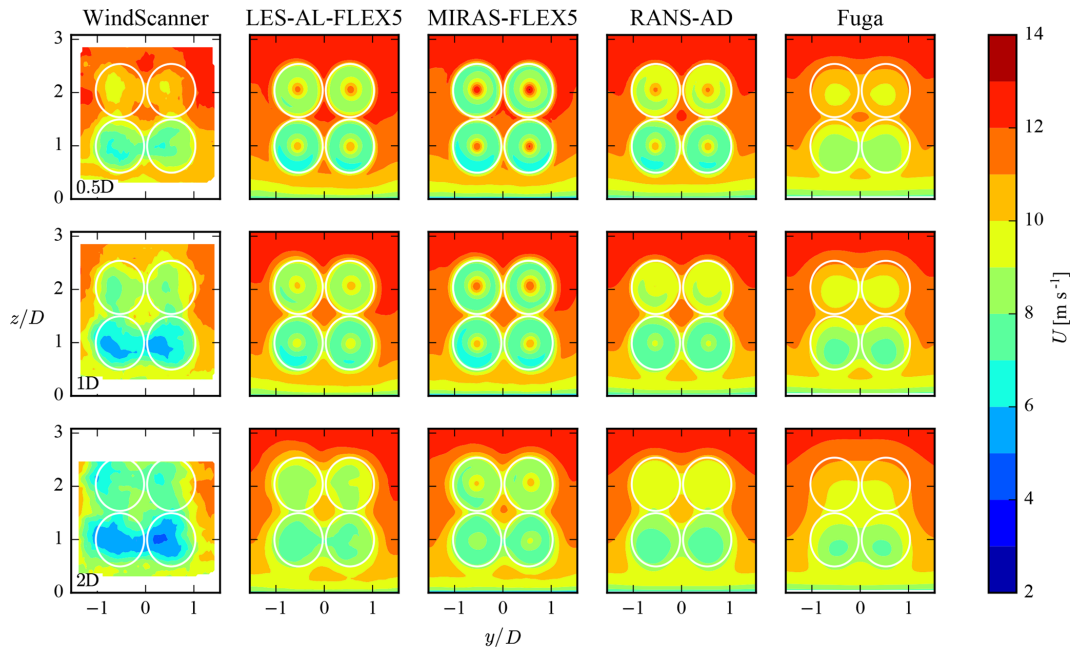 WindScanner LES-AL-FLEX5 MIRAS-FLEX5 RANS-AD Fuga
3
2
1
0
0.5D
3
2
1
0
1D
3
2
1
0
2D
z/D
−1 0 1 −1 0 1 −1 0 1 −1 0 1 −1 0 1
y/D
14
12
10
8
6
4
2
U [m s⁻¹]